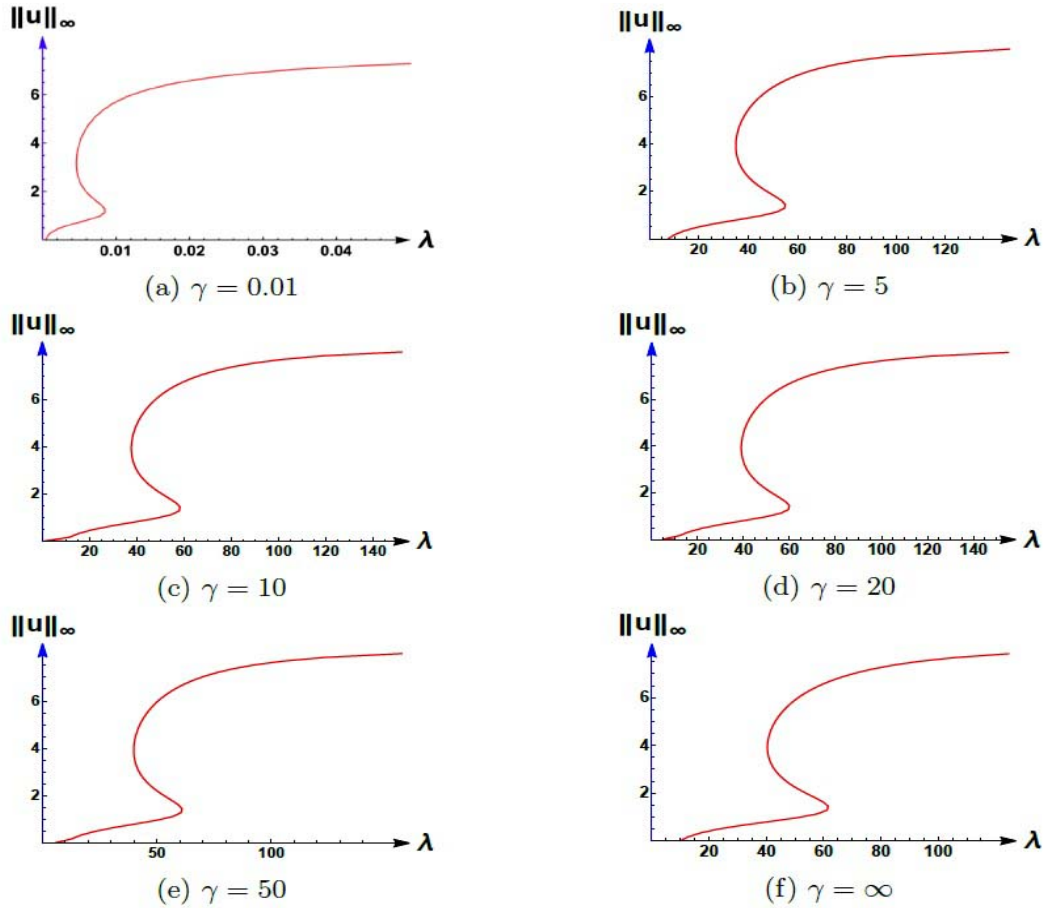 ‖u‖∞
6
4
2
0.01 0.02 0.03 0.04 λ
(a) γ = 0.01
‖u‖∞
6
4
2
20 40 60 80 100 120 λ
(b) γ = 5
‖u‖∞
6
4
2
20 40 60 80 100 120 140 λ
(c) γ = 10
‖u‖∞
6
4
2
20 40 60 80 100 120 140 λ
(d) γ = 20
‖u‖∞
6
4
2
50 100 λ
(e) γ = 50
‖u‖∞
6
4
2
20 40 60 80 100 λ
(f) γ = ∞